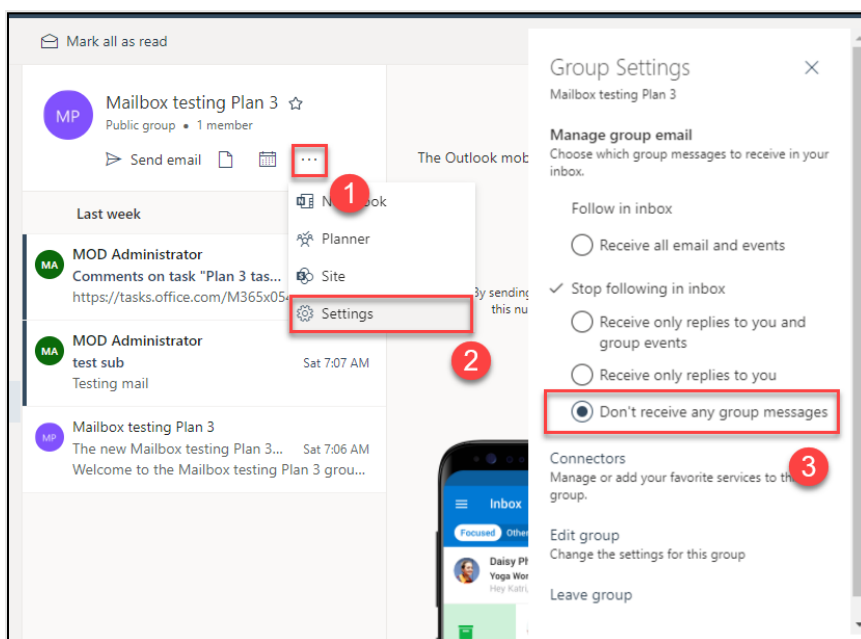 Mark all as read
MP
Mailbox testing Plan 3
Public group • 1 member
Send email
...
1
Last week
MA
MOD Administrator
Comments on task "Plan 3 tas...
https://tasks.office.com/M365x054
MA
MOD Administrator
test sub Sat 7:07 AM
Testing mail
MP
Mailbox testing Plan 3
The new Mailbox testing Plan 3... Sat 7:06 AM
Welcome to the Mailbox testing Plan 3 grou...
Planner
Site
Settings
2
The Outlook mob
By sending
this nu
Inbox
Focused Other
Daisy Ph
Yoga Wor
Hey Katri,
Group Settings
Mailbox testing Plan 3
Manage group email
Choose which group messages to receive in your
inbox.
Follow in inbox
Receive all email and events
Stop following in inbox
Receive only replies to you and
group events
Receive only replies to you
Don't receive any group messages
3
Connectors
Manage or add your favorite services to
group.
Edit group
Change the settings for this group
Leave group